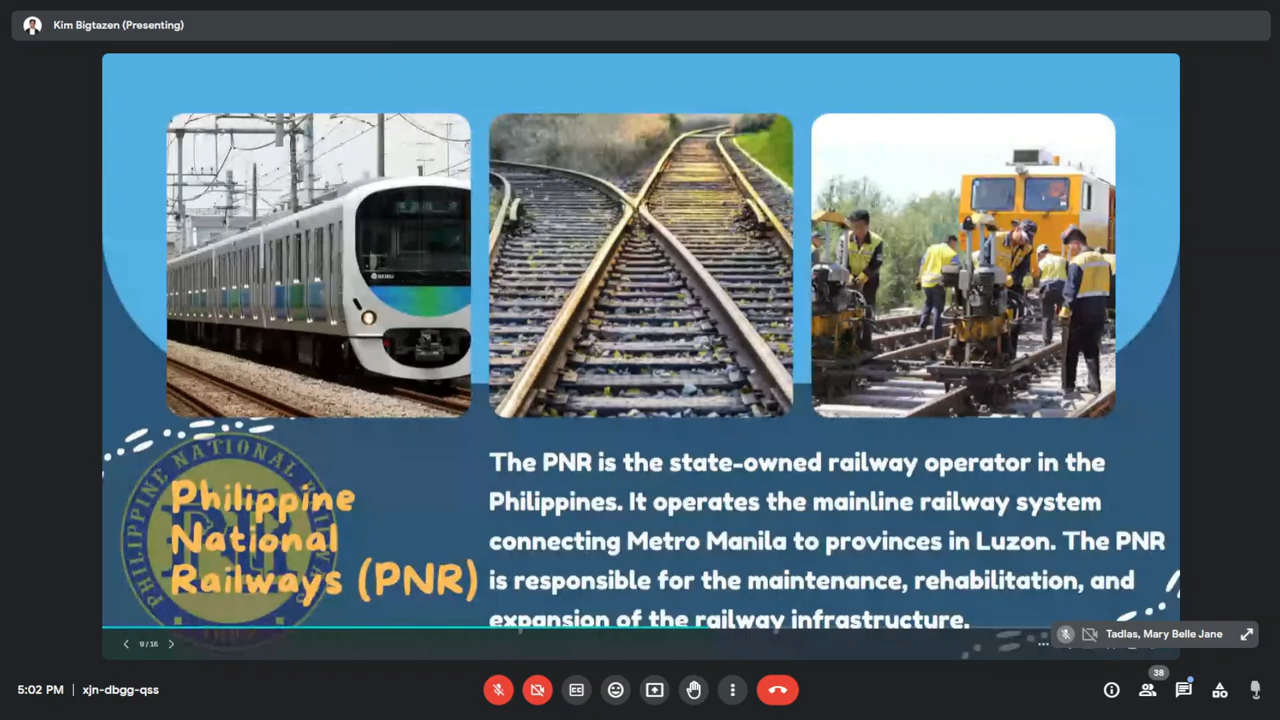 Kim Bigtazen (Presenting)
SEIBU
PHILIPPINE NATIONAL
Philippine
National
Railways (PNR)
The PNR is the state-owned railway operator in the
Philippines. It operates the mainline railway system
connecting Metro Manila to provinces in Luzon. The PNR
is responsible for the maintenance, rehabilitation, and
expansion of the railway infrastructure.
9 / 16
Tadlas, Mary Belle Jane
5:02 PM | xjn-dbgg-qss
CC
38